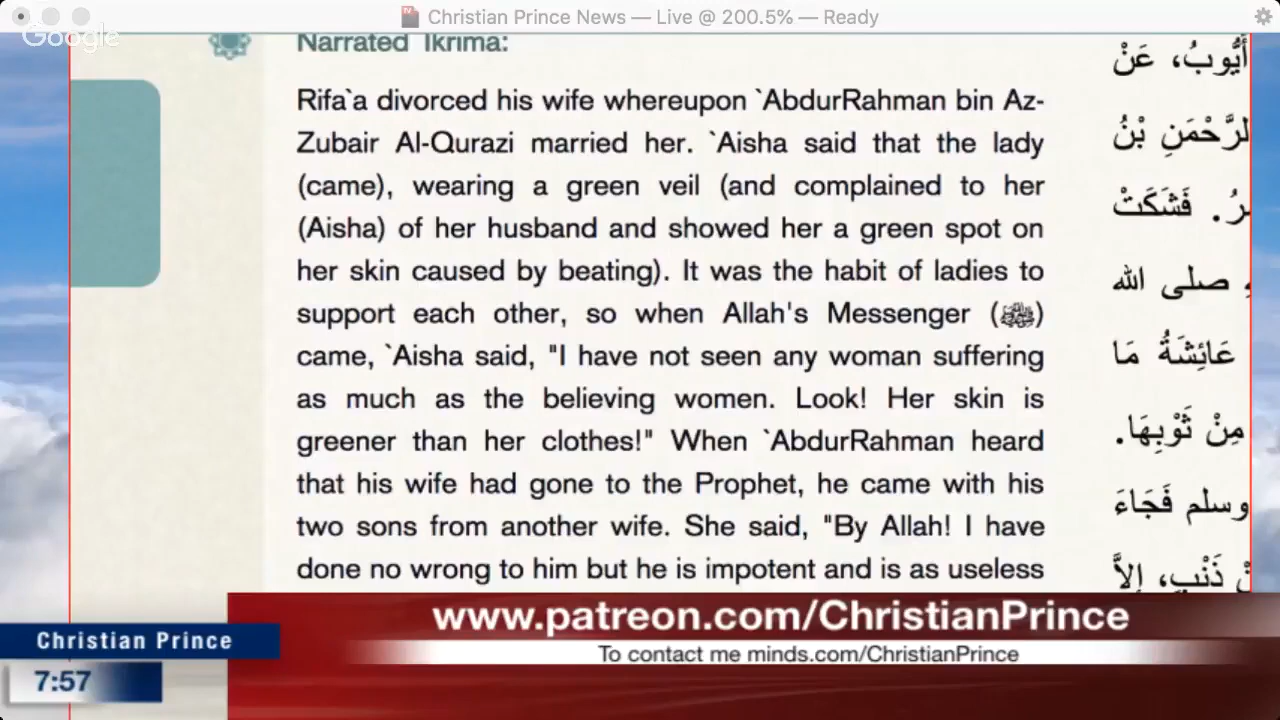 Christian Prince News — Live @ 200.5% — Ready
Google
Narrated Ikrima:
Rifa`a divorced his wife whereupon `AbdurRahman bin Az-
Zubair Al-Qurazi married her. `Aisha said that the lady
(came), wearing a green veil (and complained to her
(Aisha) of her husband and showed her a green spot on
her skin caused by beating). It was the habit of ladies to
support each other, so when Allah's Messenger (ﷺ)
came, `Aisha said, "I have not seen any woman suffering
as much as the believing women. Look! Her skin is
greener than her clothes!" When `AbdurRahman heard
that his wife had gone to the Prophet, he came with his
two sons from another wife. She said, "By Allah! I have
done no wrong to him but he is impotent and is as useless
أَيُّوبُ، عَنْ
الرَّحْمَنِ بْنُ
فَشَكَتْ
صلى الله
عَائِشَةُ مَا
مِنْ ثَوْبِهَا.
وسلم فَجَاءَ
ذَنْبٍ، إِلاَّ
www.patreon.com/ChristianPrince
To contact me minds.com/ChristianPrince
Christian Prince
7:57